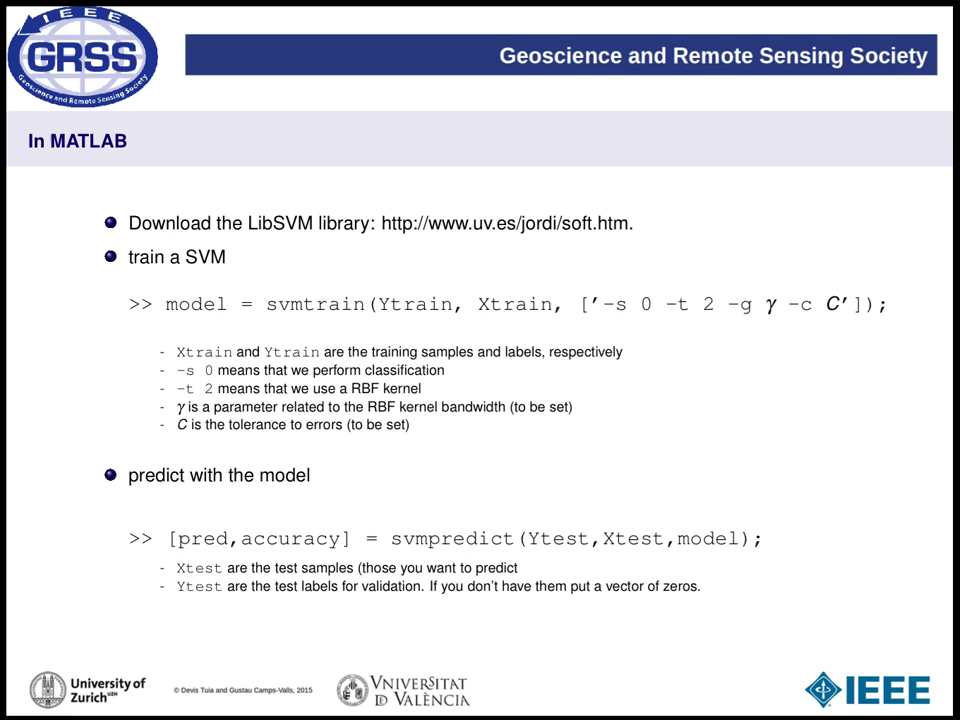 IEEE
GRSS
Geoscience and Remote Sensing Society
Geoscience and Remote Sensing Society
In MATLAB
Download the LibSVM library: http://www.uv.es/jordi/soft.htm.
train a SVM
>> model = svmtrain(Ytrain, Xtrain, ['-s 0 -t 2 -g γ -c C']);
- Xtrain and Ytrain are the training samples and labels, respectively
- -s 0 means that we perform classification
- -t 2 means that we use a RBF kernel
- γ is a parameter related to the RBF kernel bandwidth (to be set)
- C is the tolerance to errors (to be set)
predict with the model
>> [pred,accuracy] = svmpredict(Ytest,Xtest,model);
- Xtest are the test samples (those you want to predict
- Ytest are the test labels for validation. If you don't have them put a vector of zeros.
University of
Zurich UZH
© Devis Tuia and Gustau Camps-Valls, 2015
VNIVERSITAT
ID VALÈNCIA
IEEE